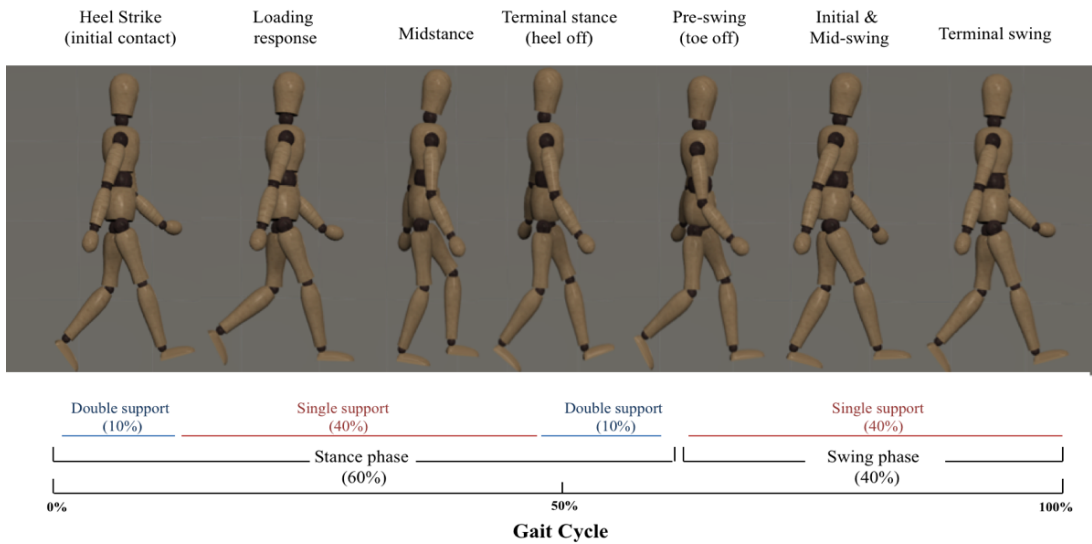 Heel Strike
(initial contact)
Loading
response
Midstance
Terminal stance
(heel off)
Pre-swing
(toe off)
Initial &
Mid-swing
Terminal swing
Double support
(10%)
Single support
(40%)
Double support
(10%)
Single support
(40%)
Stance phase
(60%)
Swing phase
(40%)
0%
50%
100%
Gait Cycle